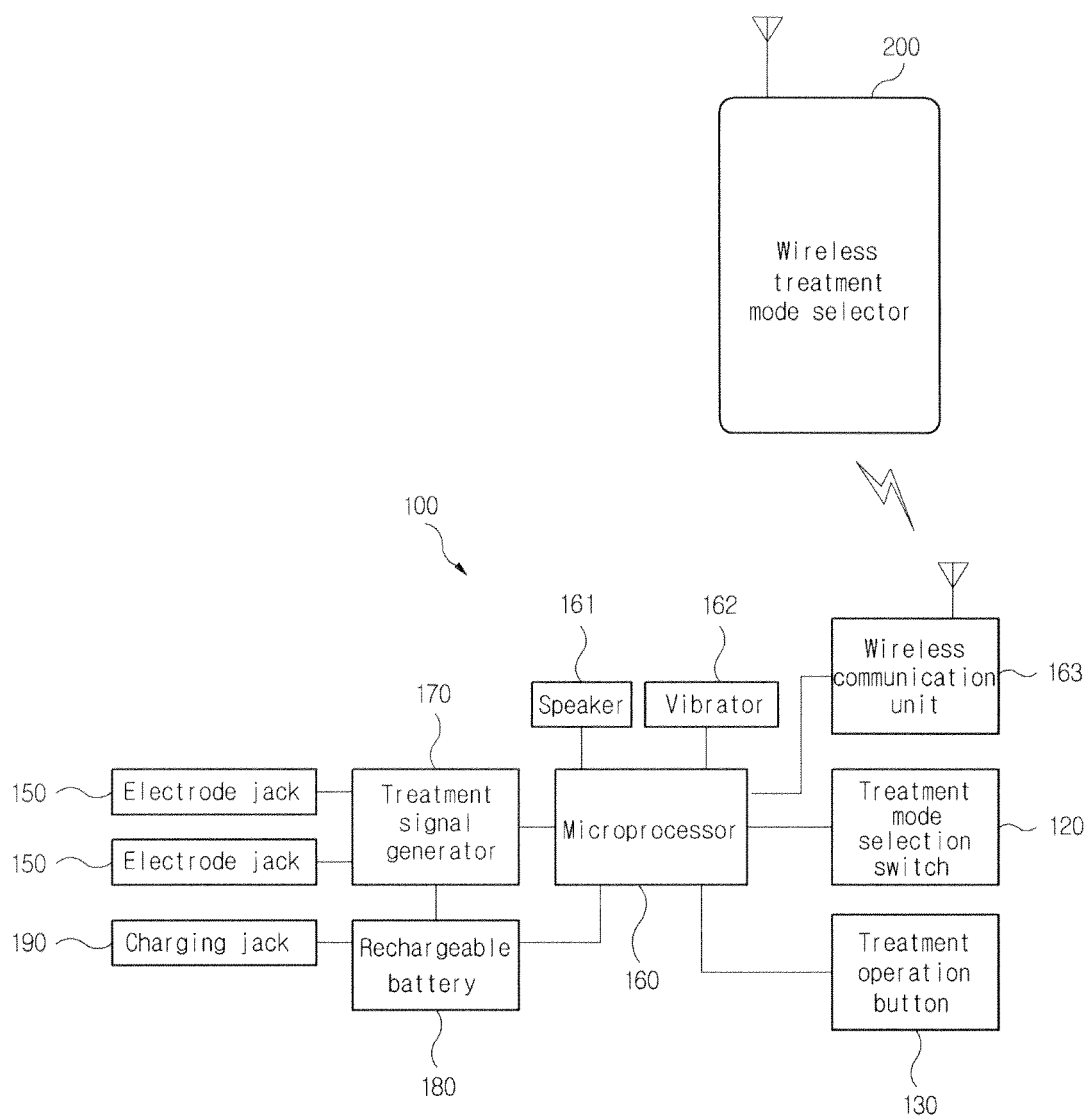 200
Wireless
treatment
mode selector
100
161
162
Wireless
communication
unit
163
Speaker
Vibrator
170
150
Electrode jack
Treatment
signal
generator
Microprocessor
Treatment
mode
selection
switch
120
150
Electrode jack
190
Charging jack
Rechargeable
battery
160
Treatment
operation
button
180
130